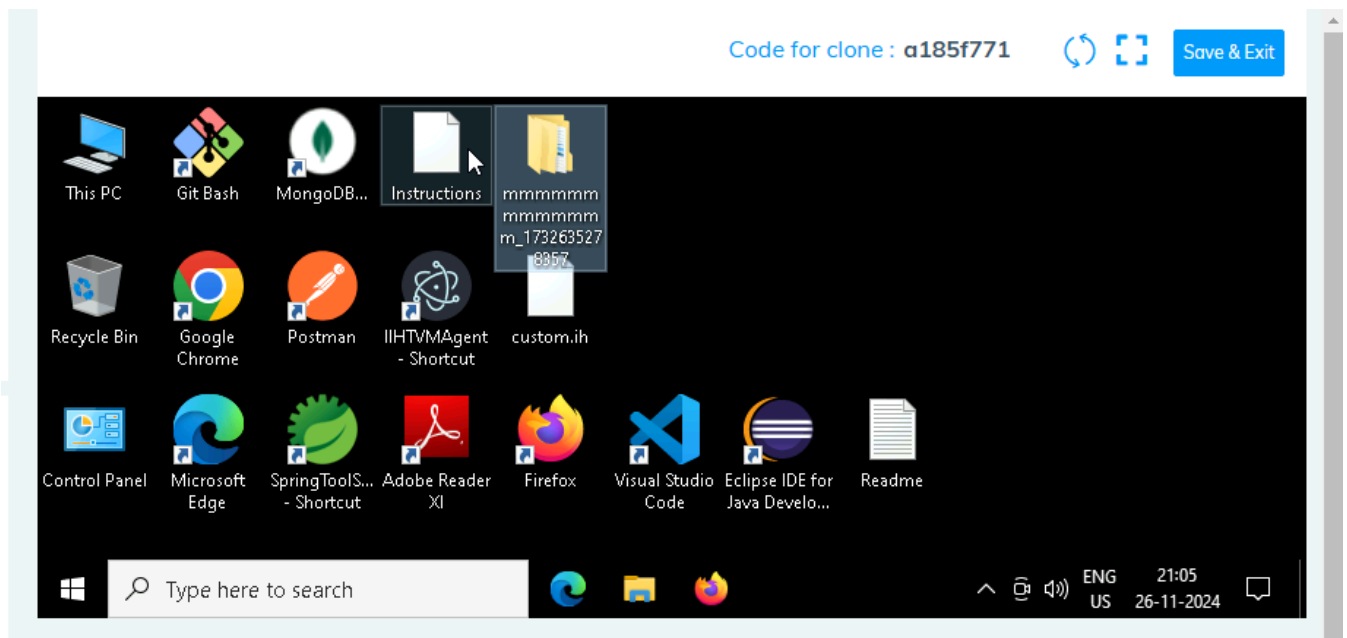 Code for clone : a185f771
Save & Exit
This PC
Git Bash
MongoDB...
Instructions
mmmmmm
mmmmmm
m_173263527
8357
Recycle Bin
Google
Chrome
Postman
IIHTVMAgent
- Shortcut
custom.ih
Control Panel
Microsoft
Edge
SpringToolS...
- Shortcut
Adobe Reader
XI
Firefox
Visual Studio
Code
Eclipse IDE for
Java Develo...
Readme
Type here to search
ENG
US
21:05
26-11-2024